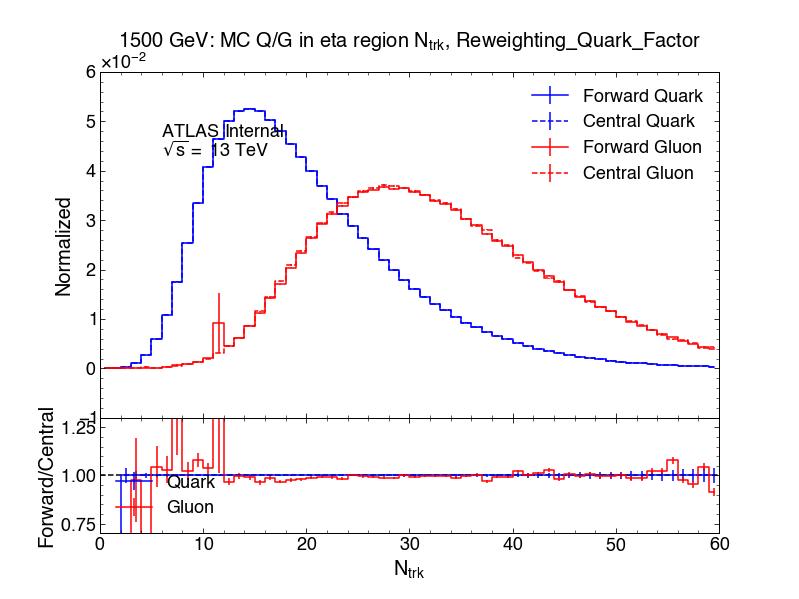 1500 GeV: MC Q/G in eta region N_trk, Reweighting_Quark_Factor
×10⁻²
6
5
4
3
2
1
0
−1
Normalized
ATLAS Internal
√s = 13 TeV
Forward Quark
Central Quark
Forward Gluon
Central Gluon
1.25
1.00
0.75
Forward/Central
Quark
Gluon
0 10 20 30 40 50 60
N_trk